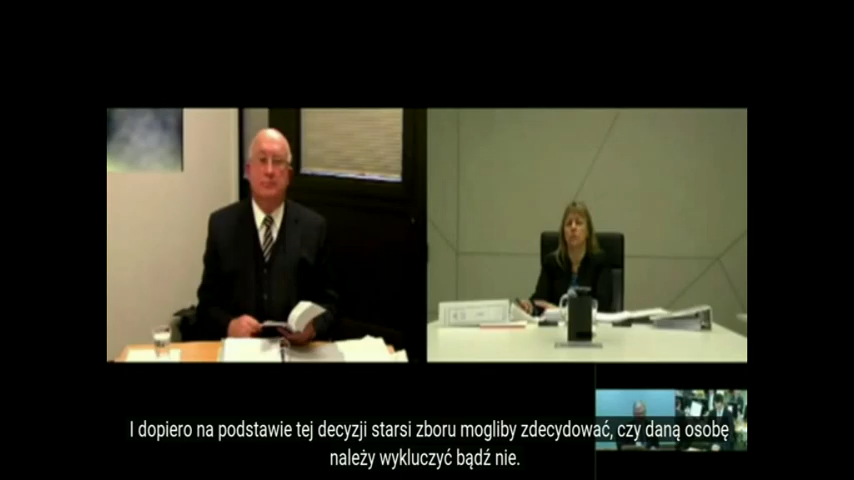 I dopiero na podstawie tej decyzji starsi zboru mogliby zdecydować, czy daną osobę
należy wykluczyć bądź nie.